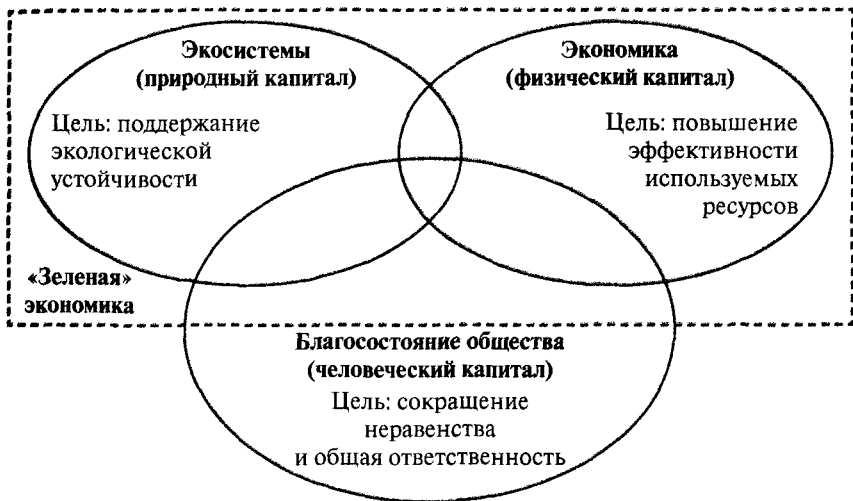 Экосистемы
(природный капитал)
Цель: поддержание
экологической
устойчивости
Экономика
(физический капитал)
Цель: повышение
эффективности
используемых
ресурсов
«Зеленая»
экономика
Благосостояние общества
(человеческий капитал)
Цель: сокращение
неравенства
и общая ответственность